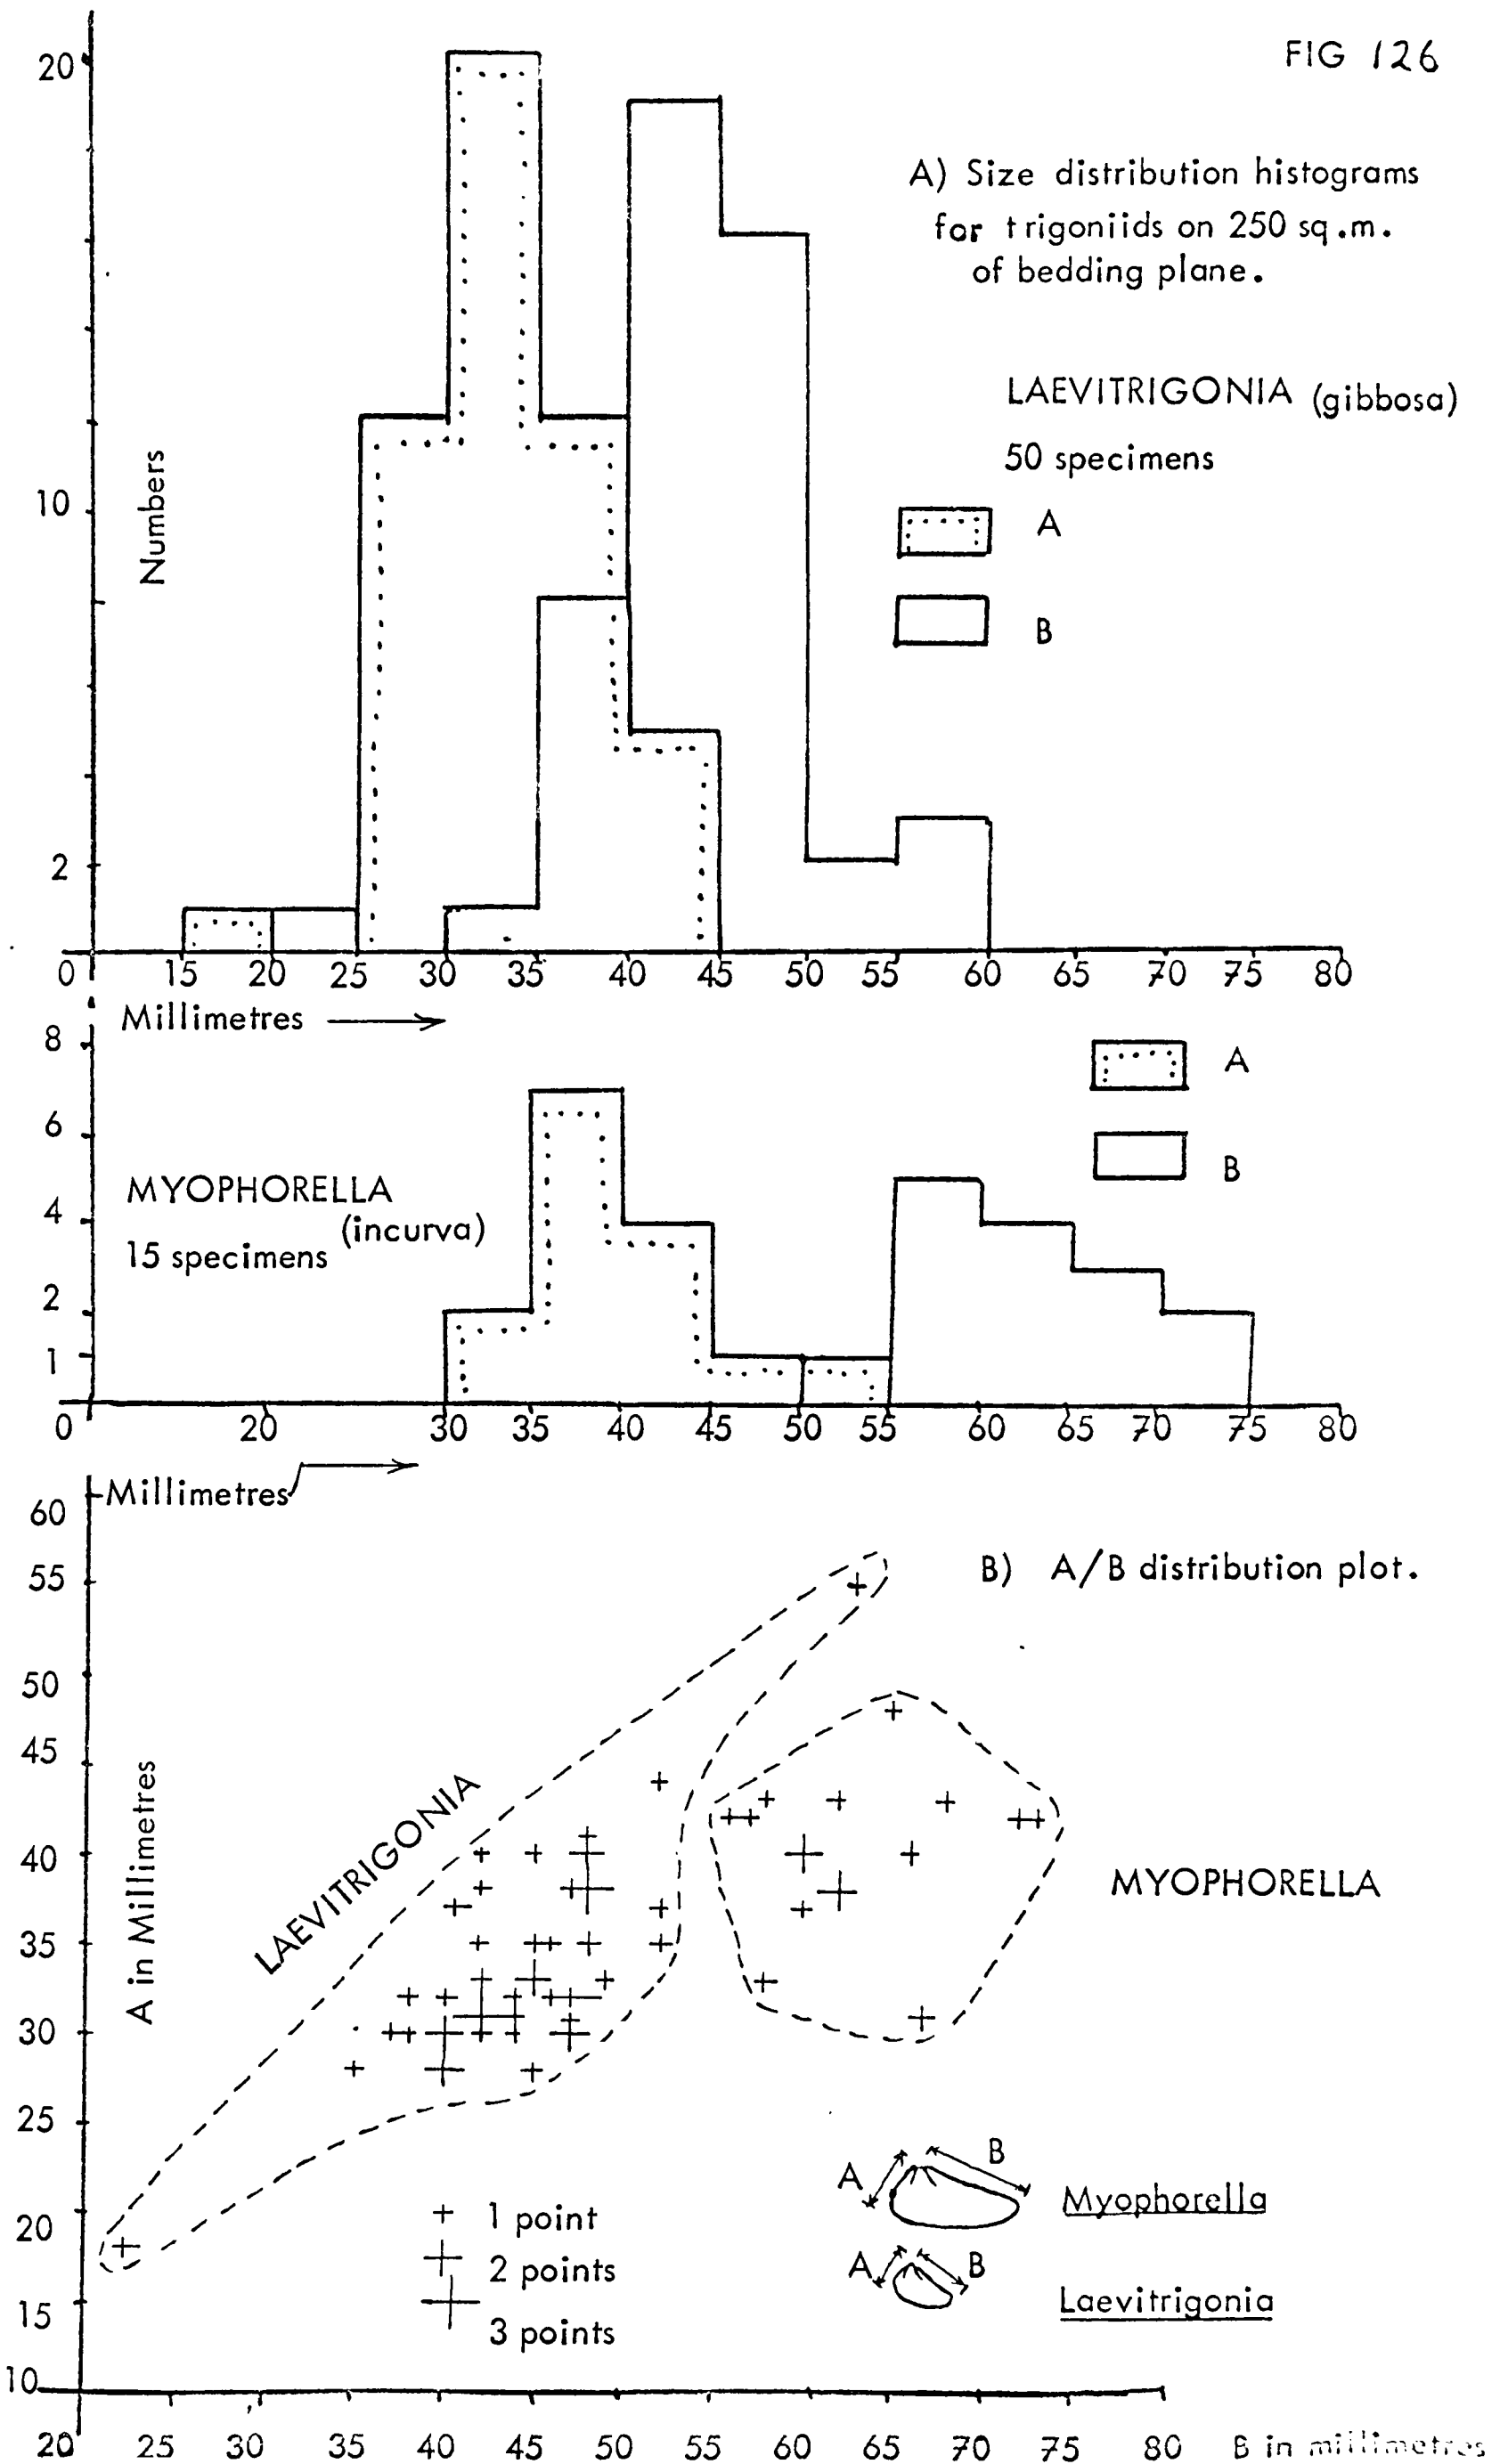 FIG 126
A) Size distribution histograms
for trigoniids on 250 sq.m.
of bedding plane.
LAEVITRIGONIA (gibbosa)
50 specimens
A
B
Numbers
20
10
2
0 15 20 25 30 35 40 45 50 55 60 65 70 75 80
Millimetres
8
6
4
2
1
A
B
MYOPHORELLA
(incurva)
15 specimens
0 20 30 35 40 45 50 55 60 65 70 75 80
Millimetres
B) A/B distribution plot.
60
55
50
45
40
35
30
25
20
15
10
A in Millimetres
LAEVITRIGONIA
MYOPHORELLA
A B Myophorella
A B Laevitrigonia
1 point
2 points
3 points
20 25 30 35 40 45 50 55 60 65 70 75 80 B in millimetres